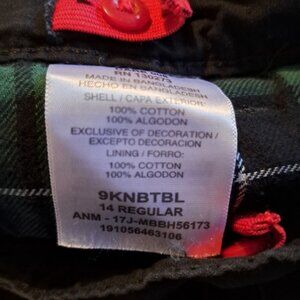 RN 130273
MADE IN BANGLADESH
HECHO EN BANGLADESH
SHELL / CAPA EXTERIOR:
100% COTTON
100% ALGODON
EXCLUSIVE OF DECORATION /
EXCEPTO DECORACION
LINING / FORRO:
100% COTTON
100% ALGODON
9KNBTBL
14 REGULAR
ANM - 17J-MBBH56173
191056463106